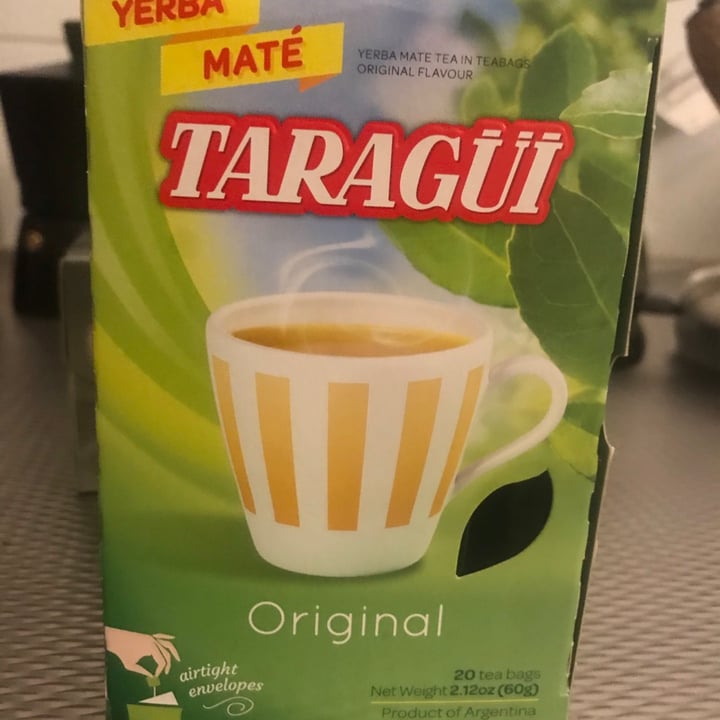 YERBA
MATÉ
YERBA MATE TEA IN TEABAGS
ORIGINAL FLAVOUR
TARAGÜI
Original
airtight
envelopes
20 tea bags
Net Weight 2.12oz (60g)
Product of Argentina